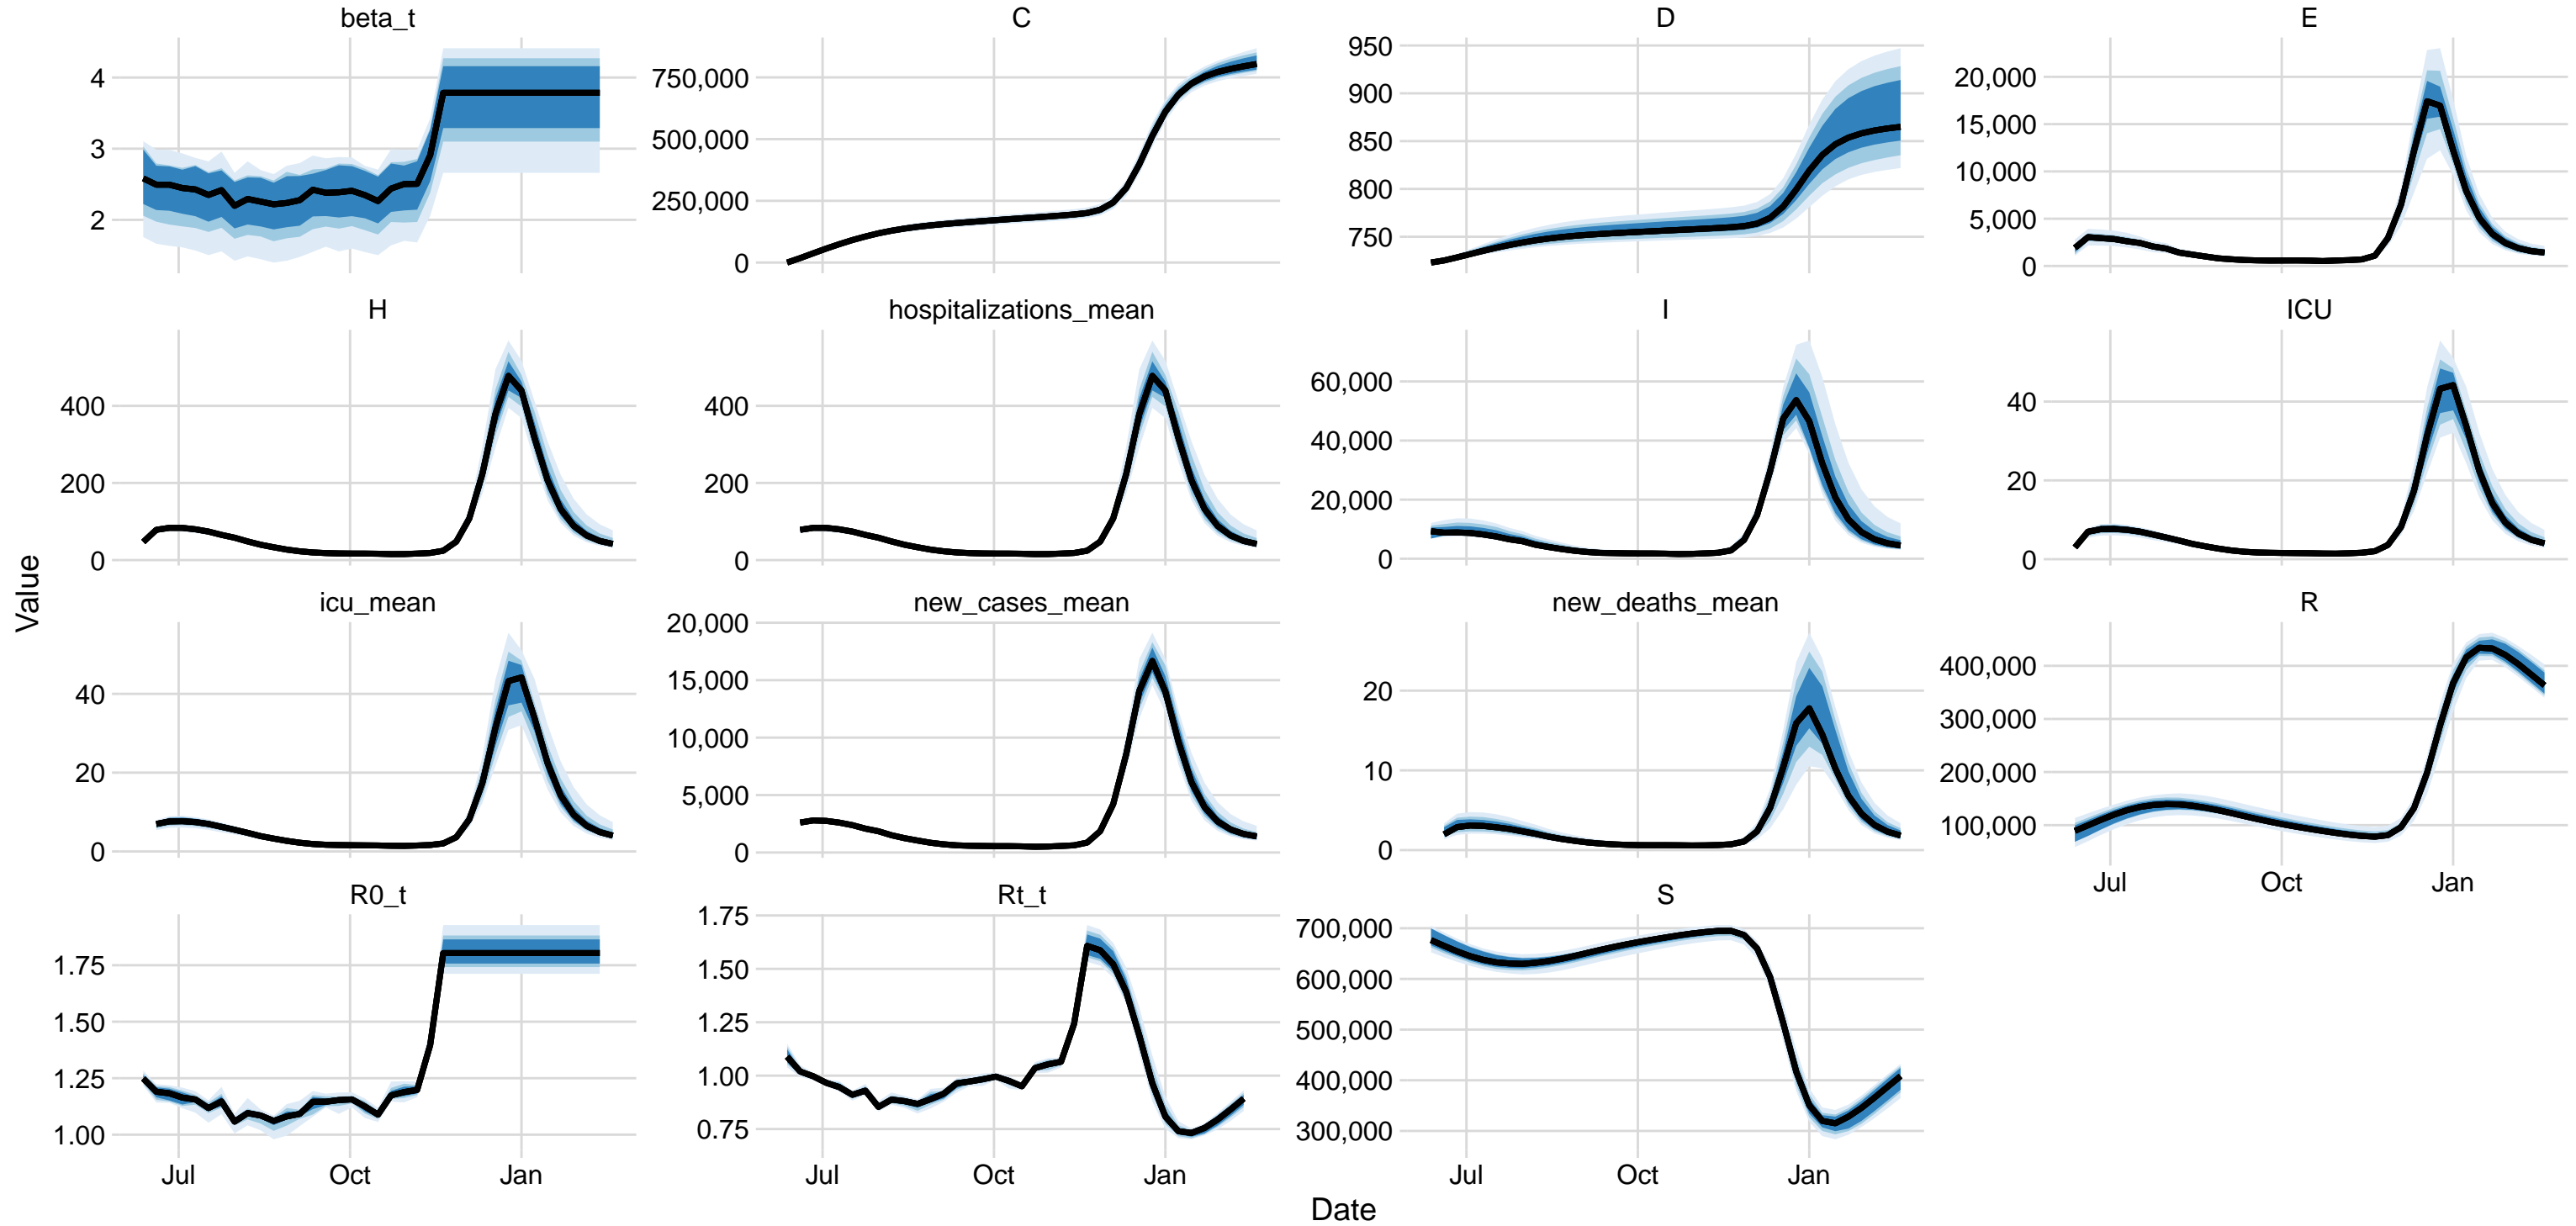 beta_t
C
D
E
4
3
2
750,000
500,000
250,000
0
950
900
850
800
750
20,000
15,000
10,000
5,000
0
H
hospitalizations_mean
I
ICU
400
200
0
400
200
0
60,000
40,000
20,000
0
40
20
0
Value
icu_mean
new_cases_mean
new_deaths_mean
R
40
20
0
20,000
15,000
10,000
5,000
0
20
10
0
400,000
300,000
200,000
100,000
Jul Oct Jan
R0_t
Rt_t
S
1.75
1.50
1.25
1.00
Jul Oct Jan
1.75
1.50
1.25
1.00
0.75
Jul Oct Jan
700,000
600,000
500,000
400,000
300,000
Jul Oct Jan
Date